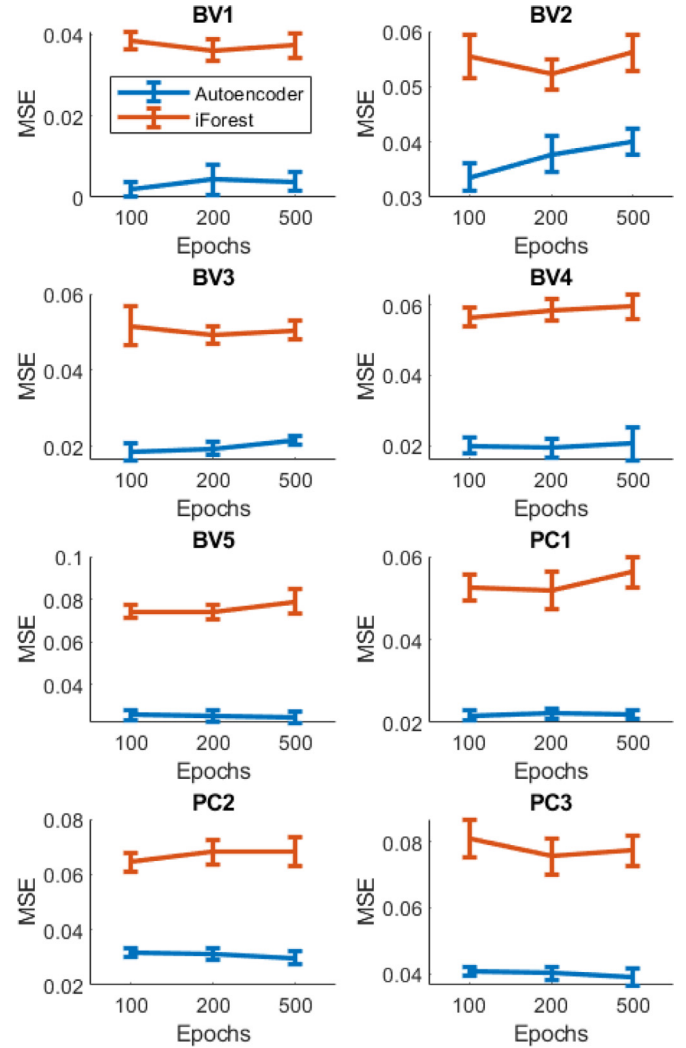 BV1
0.04
0.02
0
MSE
Autoencoder
iForest
100 200 500
Epochs
BV2
0.06
0.05
0.04
0.03
MSE
100 200 500
Epochs
BV3
0.06
0.04
0.02
MSE
100 200 500
Epochs
BV4
0.06
0.04
0.02
MSE
100 200 500
Epochs
BV5
0.1
0.08
0.06
0.04
MSE
100 200 500
Epochs
PC1
0.06
0.04
0.02
MSE
100 200 500
Epochs
PC2
0.08
0.06
0.04
0.02
MSE
100 200 500
Epochs
PC3
0.08
0.06
0.04
MSE
100 200 500
Epochs